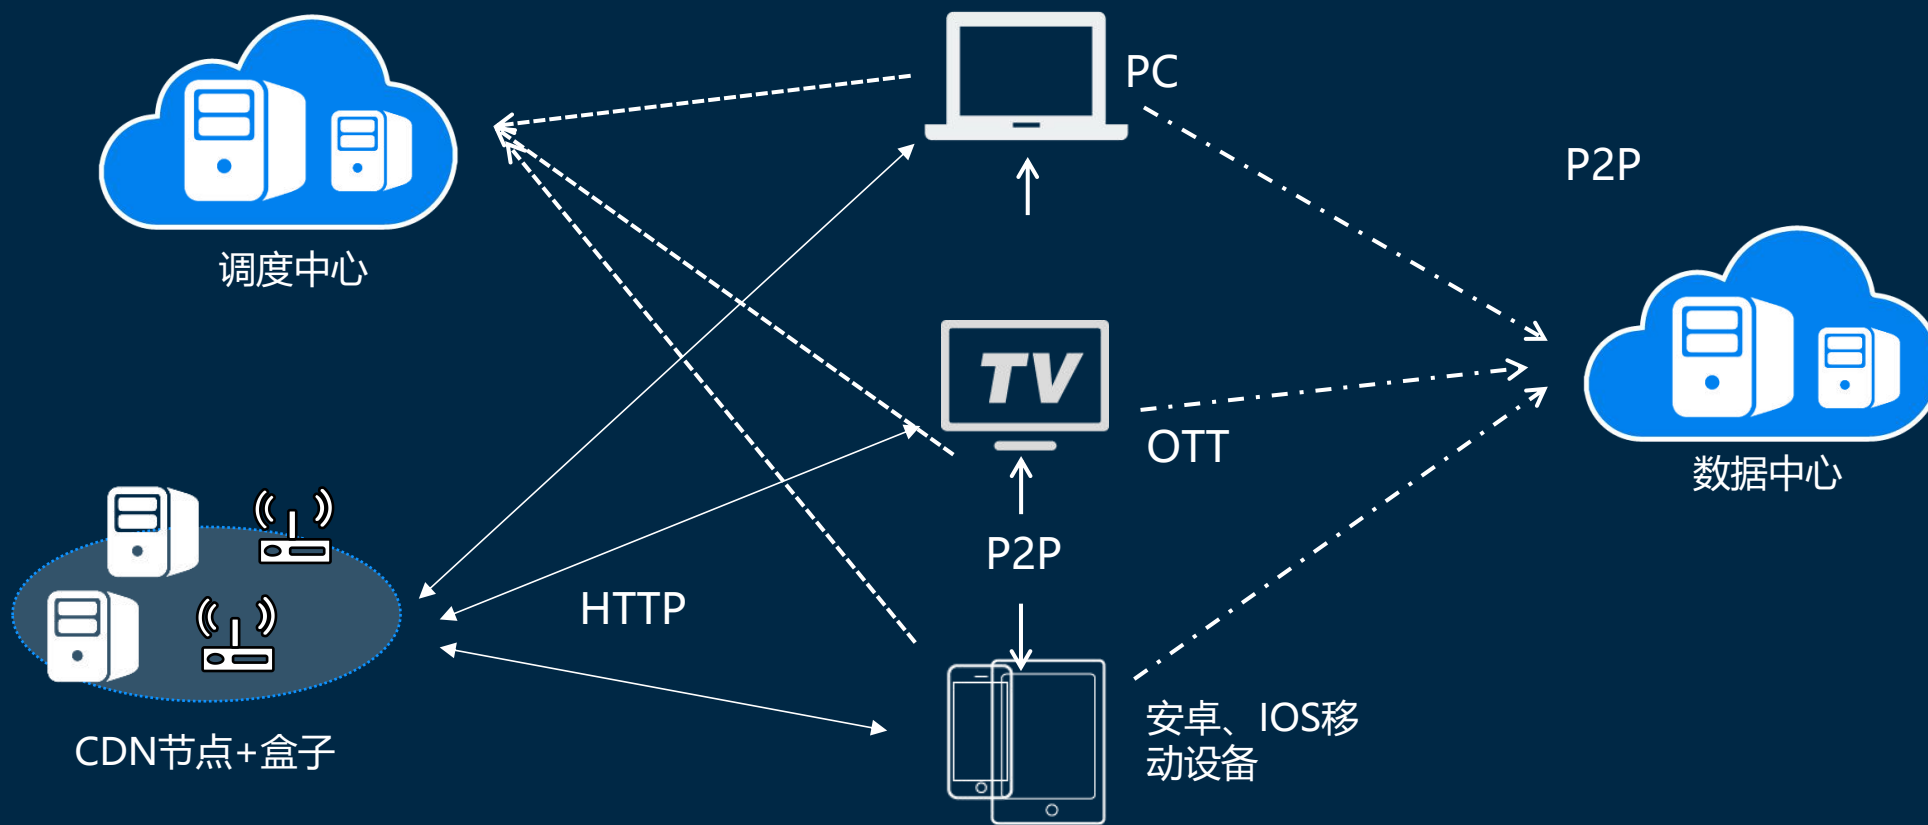 PC
P2P
调度中心
TV
OTT
数据中心
P2P
HTTP
安卓、IOS移
动设备
CDN节点+盒子